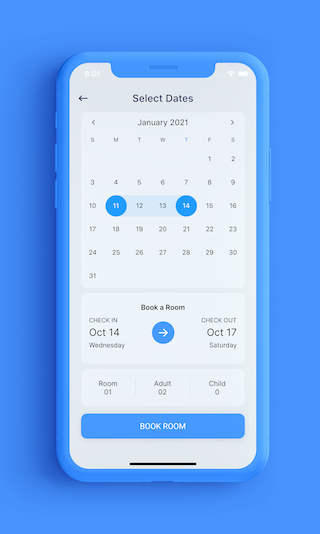 8:01
Select Dates
January 2021
S M T W T F S
1 2
3 4 5 6 7 8 9
10 11 12 13 14 15 16
17 18 19 20 21 22 23
24 25 26 27 28 29 30
31
Book a Room
CHECK IN CHECK OUT
Oct 14 Oct 17
Wednesday Saturday
Room Adult Child
01 02 0
BOOK ROOM